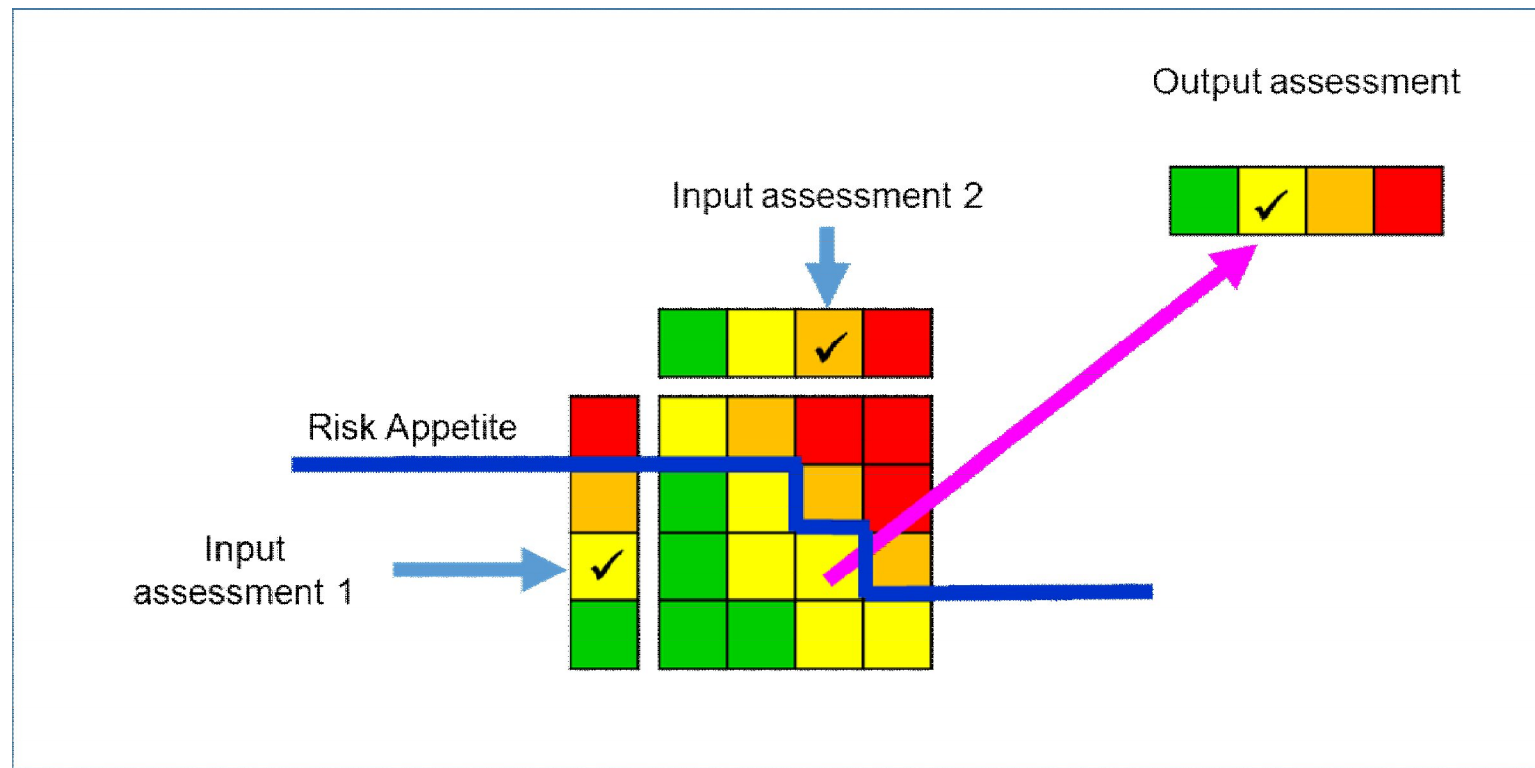 Output assessment
Input assessment 2
Risk Appetite
Input
assessment 1